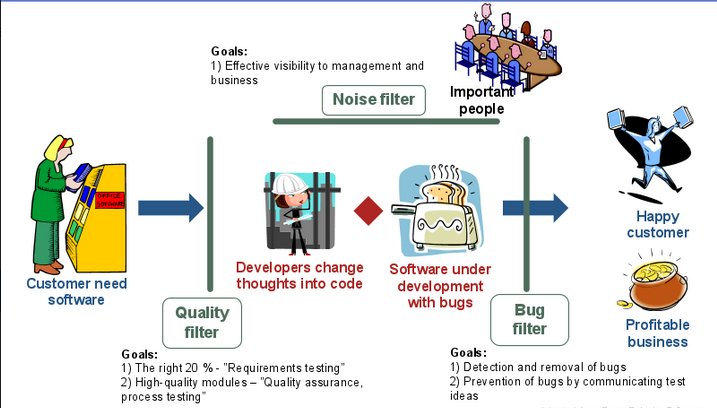 Goals:
1) Effective visibility to management and
business
Noise filter
Important
people
Customer need
software
Developers change
thoughts into code
Software under
development
with bugs
Happy
customer
Profitable
business
Quality
filter
Bug
filter
Goals:
1) The right 20 % - "Requirements testing"
2) High-quality modules – "Quality assurance,
process testing"
Goals:
1) Detection and removal of bugs
2) Prevention of bugs by communicating test
ideas